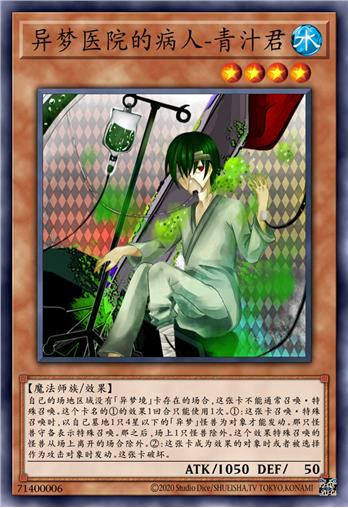 异梦医院的病人-青汁君
水
【魔法师族/效果】
自己的场地区域没有「异梦境」卡存在的场合，这张卡不能通常召唤·特
殊召唤。这个卡名的①的效果1回合只能使用1次。①：这张卡召唤·特殊
召唤时，以自己墓地1只4星以下的「异梦」怪兽为对象才能发动。那只怪
兽守备表示特殊召唤。那之后，场上1只怪兽除外。这个效果特殊召唤的
怪兽从场上离开的场合除外。②：这张卡成为效果的对象时或者被选择
作为攻击对象时发动。这张卡破坏。
ATK/1050 DEF/ 50
71400006
©2020 Studio Dice/SHUEISHA,TV TOKYO,KONAMI